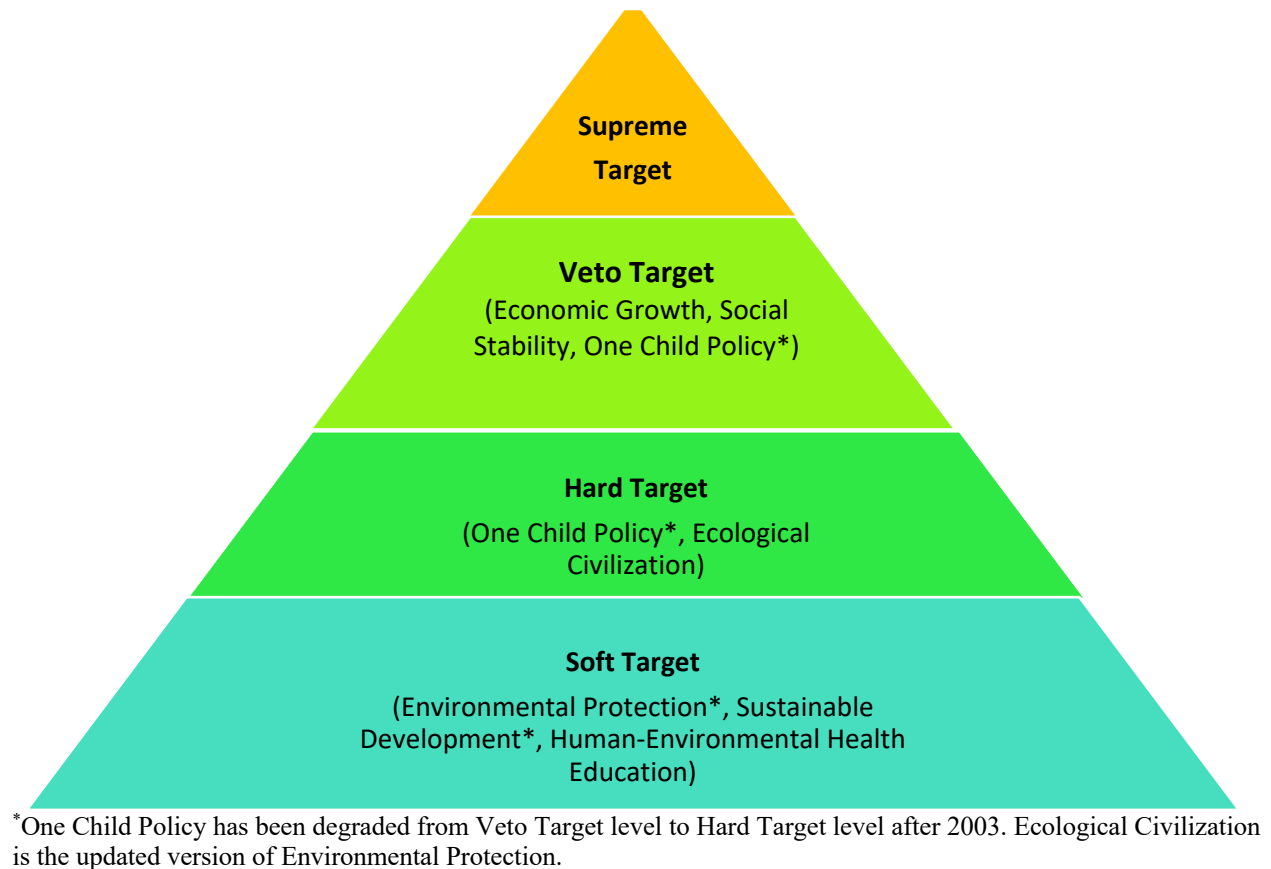 Supreme
Target
Veto Target
(Economic Growth, Social
Stability, One Child Policy*)
Hard Target
(One Child Policy*, Ecological
Civilization)
Soft Target
(Environmental Protection*, Sustainable
Development*, Human-Environmental Health
Education)
*One Child Policy has been degraded from Veto Target level to Hard Target level after 2003. Ecological Civilization
is the updated version of Environmental Protection.